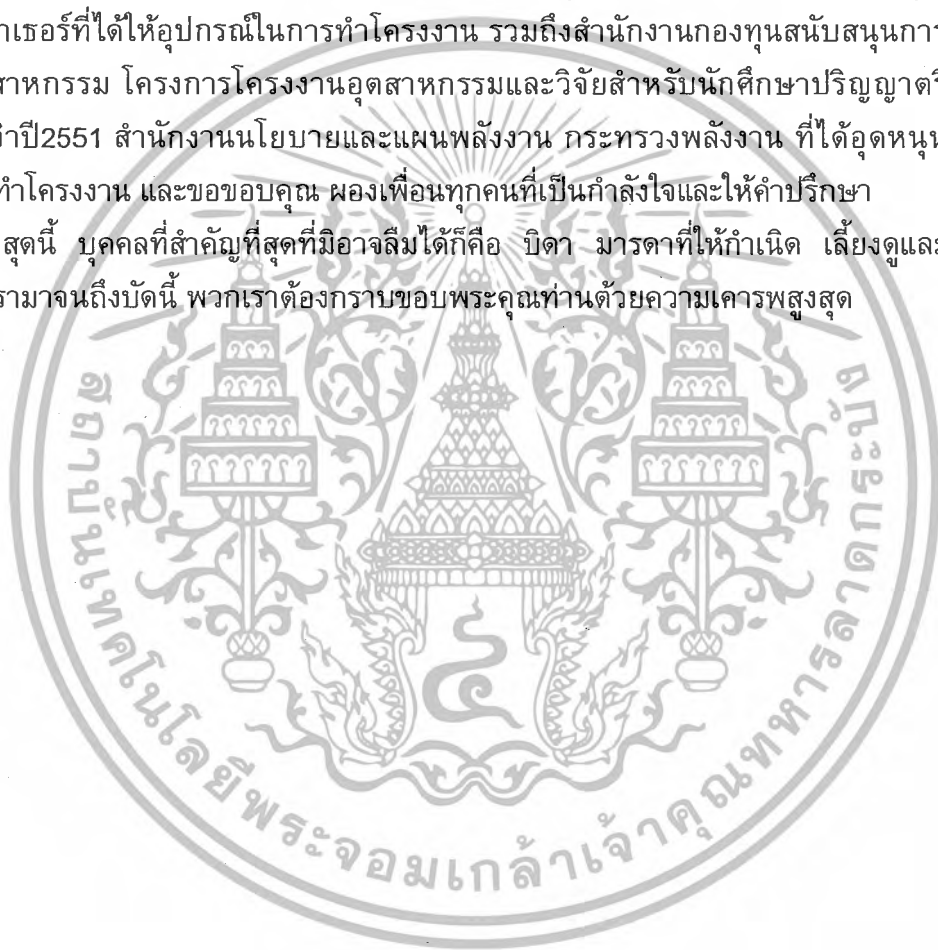 าเธอร์ที่ได้ให้อุปกรณ์ในการทำโครงงาน รวมถึงสำนักงานกองทุนสนับสนุนการ
สาหกรรม โครงการโครงงานอุตสาหกรรมและวิจัยสำหรับนักศึกษาปริญญาตรี
ำปี2551 สำนักงานนโยบายและแผนพลังงาน กระทรวงพลังงาน ที่ได้อุดหนุน
ทำโครงงาน และขอขอบคุณ ผองเพื่อนทุกคนที่เป็นกำลังใจและให้คำปรึกษา
สุดนี้ บุคคลที่สำคัญที่สุดที่มิอาจลืมได้ก็คือ บิดา มารดาที่ให้กำเนิด เลี้ยงดูและ
รามาจนถึงบัดนี้ พวกเราต้องกราบขอบพระคุณท่านด้วยความเคารพสูงสุด
สถาบันเทคโนโลยีพระจอมเกล้าเจ้าคุณทหารลาดกระบัง
๔